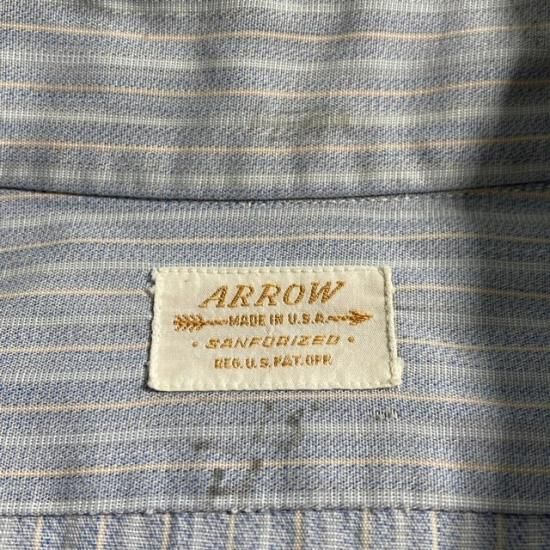 ARROW
MADE IN U.S.A.
• SANFORIZED •
REG. U.S. PAT. OFF.